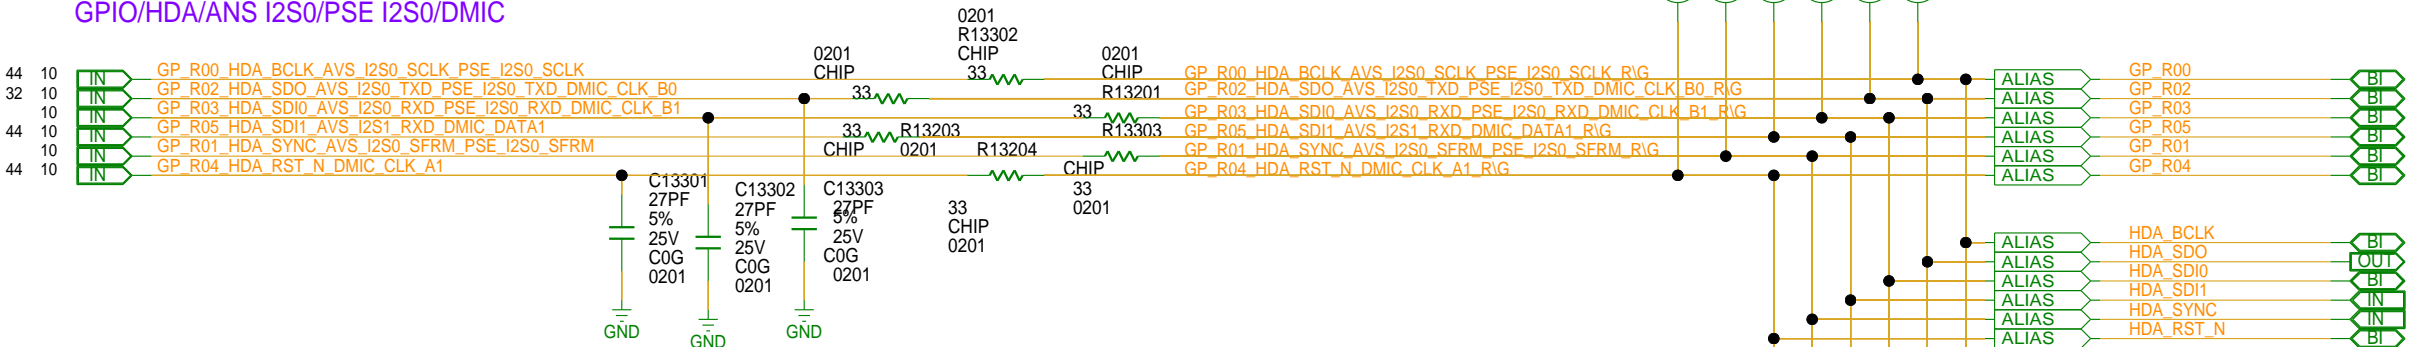 GPIO/HDA/ANS I2S0/PSE I2S0/DMIC
0201
R13302
CHIP
33
0201
CHIP
33
0201
CHIP
R13201
33
44 10 IN GP_R00_HDA_BCLK_AVS_I2S0_SCLK_PSE_I2S0_SCLK
32 10 IN GP_R02_HDA_SDO_AVS_I2S0_TXD_PSE_I2S0_TXD_DMIC_CLK_B0
10 IN GP_R03_HDA_SDI0_AVS_I2S0_RXD_PSE_I2S0_RXD_DMIC_CLK_B1
44 10 IN GP_R05_HDA_SDI1_AVS_I2S1_RXD_DMIC_DATA1
10 IN GP_R01_HDA_SYNC_AVS_I2S0_SFRM_PSE_I2S0_SFRM
44 10 IN GP_R04_HDA_RST_N_DMIC_CLK_A1
33 R13203
CHIP 0201
R13204
R13303
CHIP
33
0201
33
CHIP
0201
GP_R00_HDA_BCLK_AVS_I2S0_SCLK_PSE_I2S0_SCLK_R\G
GP_R02_HDA_SDO_AVS_I2S0_TXD_PSE_I2S0_TXD_DMIC_CLK_B0_R\G
GP_R03_HDA_SDI0_AVS_I2S0_RXD_PSE_I2S0_RXD_DMIC_CLK_B1_R\G
GP_R05_HDA_SDI1_AVS_I2S1_RXD_DMIC_DATA1_R\G
GP_R01_HDA_SYNC_AVS_I2S0_SFRM_PSE_I2S0_SFRM_R\G
GP_R04_HDA_RST_N_DMIC_CLK_A1_R\G
ALIAS GP_R00 BI
ALIAS GP_R02 BI
ALIAS GP_R03 BI
ALIAS GP_R05 BI
ALIAS GP_R01 BI
ALIAS GP_R04 BI
C13301
27PF
5%
25V
C0G
0201
GND
C13302
27PF
5%
25V
C0G
0201
GND
C13303
27PF
5%
25V
C0G
0201
GND
ALIAS HDA_BCLK BI
ALIAS HDA_SDO OUT
ALIAS HDA_SDI0 BI
ALIAS HDA_SDI1 IN
ALIAS HDA_SYNC IN
ALIAS HDA_RST_N BI